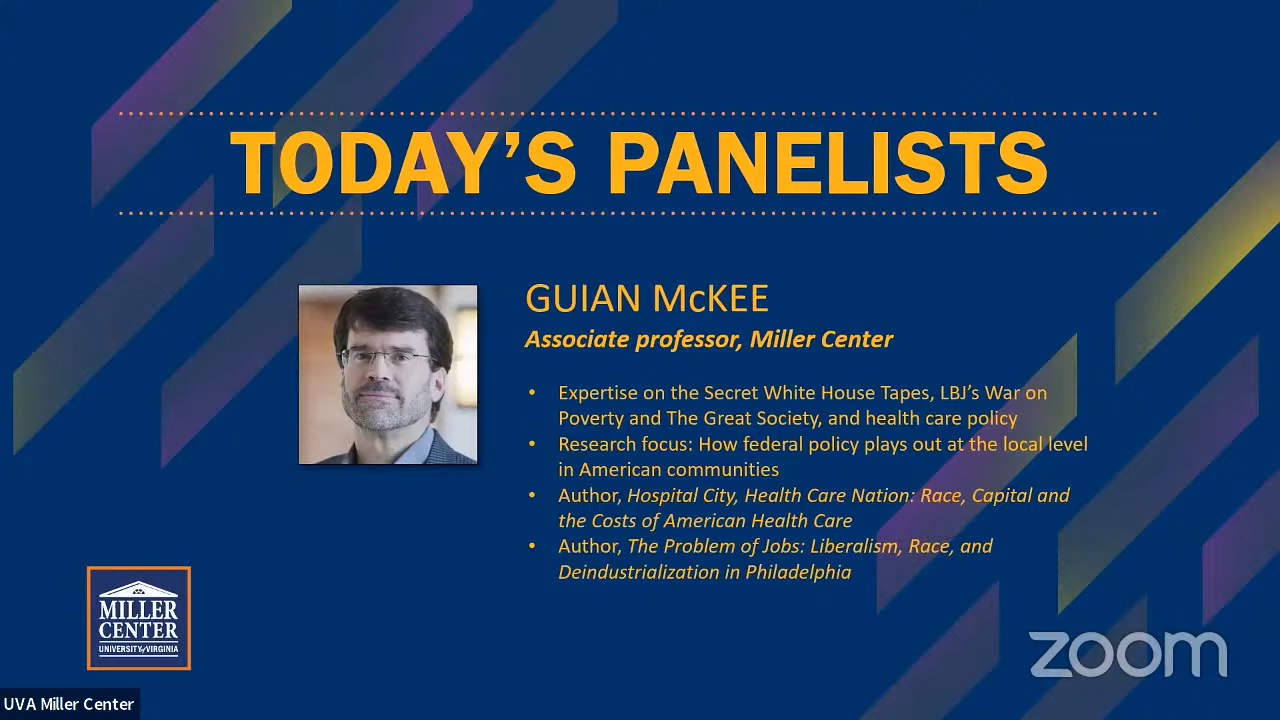 TODAY’S PANELISTS
GUIAN McKEE
Associate professor, Miller Center
• Expertise on the Secret White House Tapes, LBJ’s War on
Poverty and The Great Society, and health care policy
• Research focus: How federal policy plays out at the local level
in American communities
• Author, Hospital City, Health Care Nation: Race, Capital and
the Costs of American Health Care
• Author, The Problem of Jobs: Liberalism, Race, and
Deindustrialization in Philadelphia
MILLER
CENTER
UNIVERSITY of VIRGINIA
zoom
UVA Miller Center